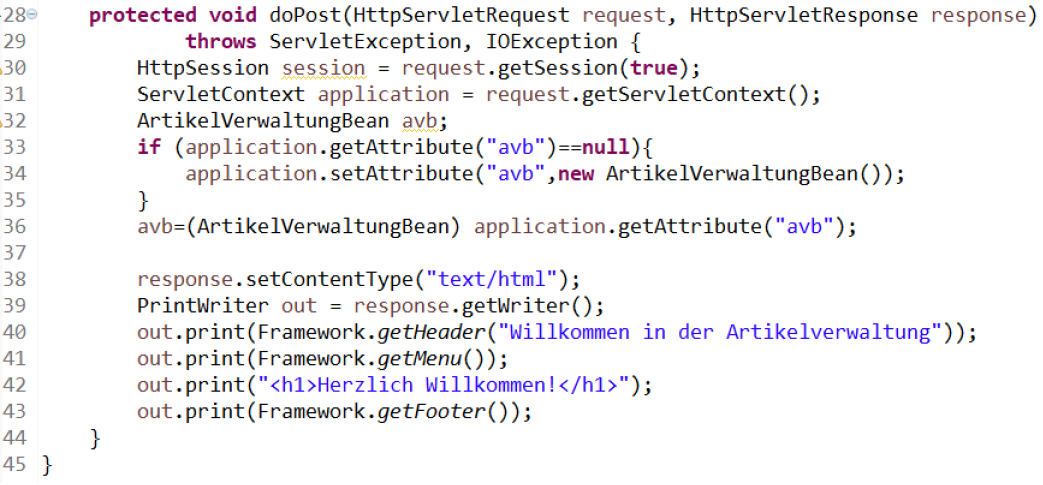 28 protected void doPost(HttpServletRequest request, HttpServletResponse response)
29 throws ServletException, IOException {
30 HttpSession session = request.getSession(true);
31 ServletContext application = request.getServletContext();
32 ArtikelVerwaltungBean avb;
33 if (application.getAttribute("avb")==null){
34 application.setAttribute("avb",new ArtikelVerwaltungBean());
35 }
36 avb=(ArtikelVerwaltungBean) application.getAttribute("avb");
37
38 response.setContentType("text/html");
39 PrintWriter out = response.getWriter();
40 out.print(Framework.getHeader("Willkommen in der Artikelverwaltung"));
41 out.print(Framework.getMenu());
42 out.print("<h1>Herzlich Willkommen!</h1>");
43 out.print(Framework.getFooter());
44 }
45 }